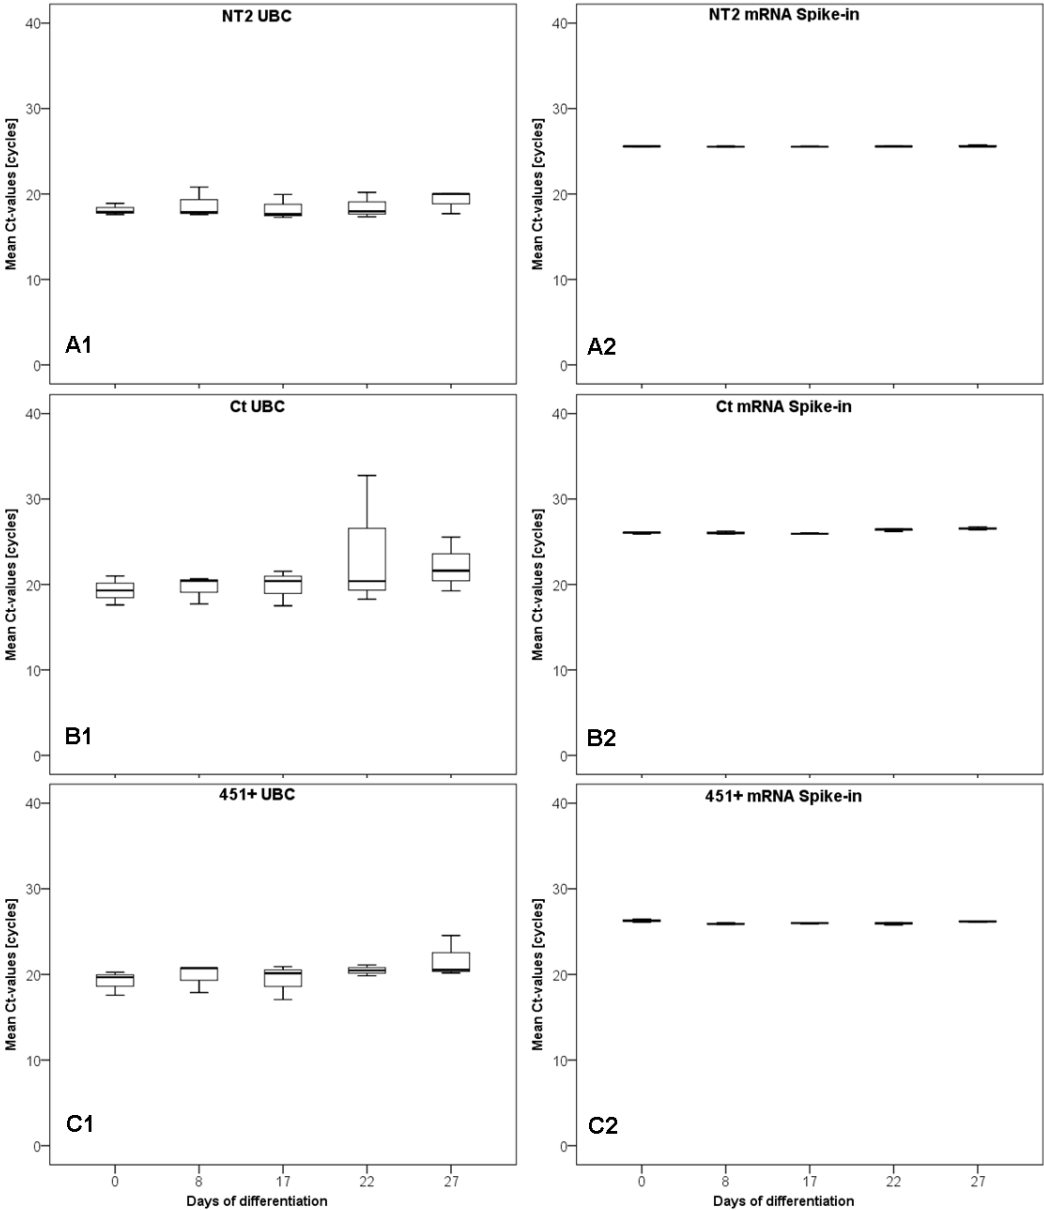 NT2 UBC
Mean Ct-values [cycles]
40
30
20
10
0
A1
NT2 mRNA Spike-in
Mean Ct-values [cycles]
40
30
20
10
0
A2
Ct UBC
Mean Ct-values [cycles]
40
30
20
10
0
B1
Ct mRNA Spike-in
Mean Ct-values [cycles]
40
30
20
10
0
B2
451+ UBC
Mean Ct-values [cycles]
40
30
20
10
0
C1
0 8 17 22 27
Days of differentiation
451+ mRNA Spike-in
Mean Ct-values [cycles]
40
30
20
10
0
C2
0 8 17 22 27
Days of differentiation